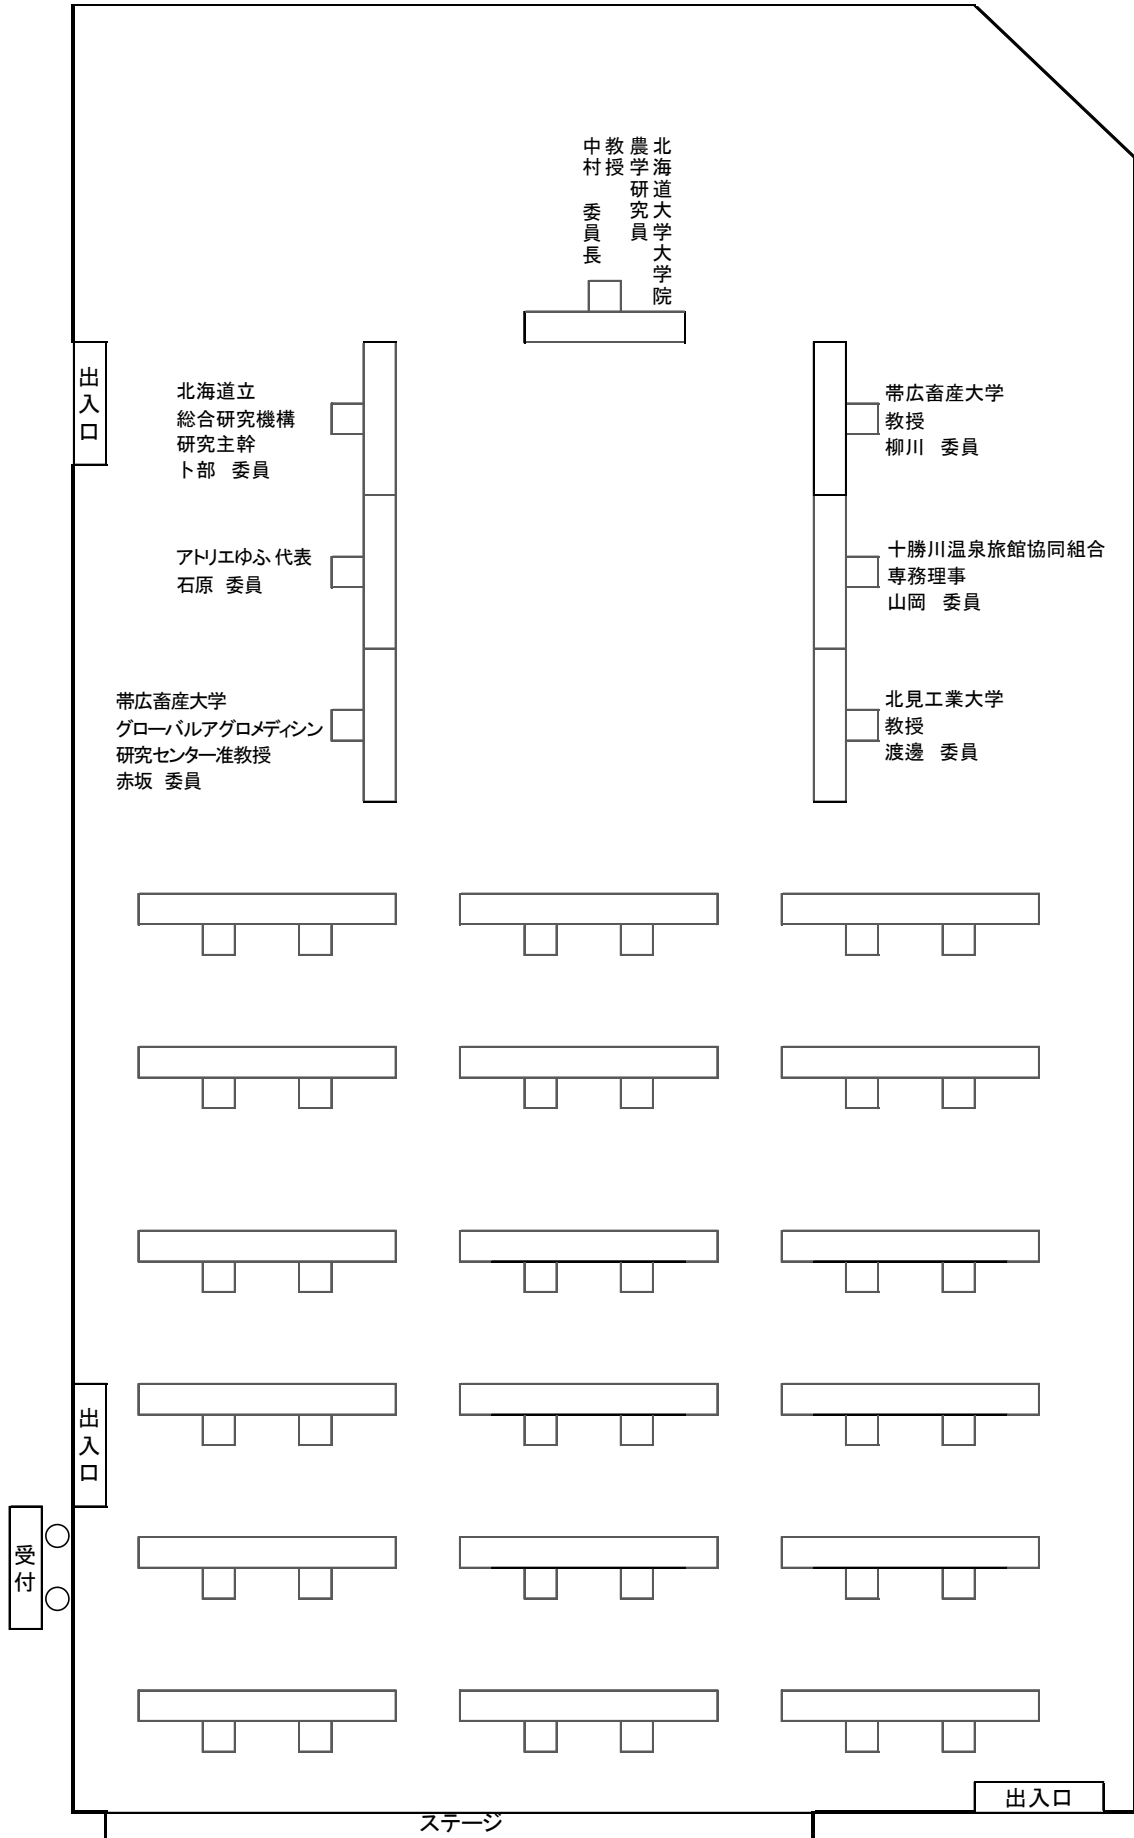 北海道大学大学院
農学研究員
教授
中村　委員長
出入口
北海道立
総合研究機構
研究主幹
卜部　委員
帯広畜産大学
教授
柳川　委員
アトリエゆふ 代表
石原　委員
十勝川温泉旅館協同組合
専務理事
山岡　委員
帯広畜産大学
グローバルアグロメディシン
研究センター准教授
赤坂　委員
北見工業大学
教授
渡邊　委員
出入口
受付
出入口
ステージ